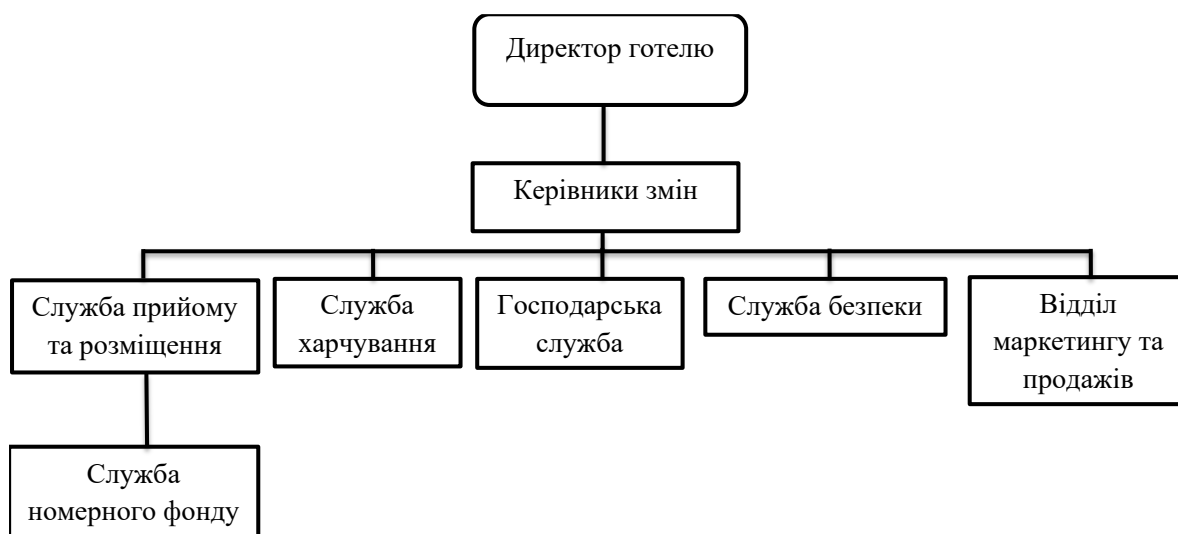 Директор готелю
Керівники змін
Служба прийому
та розміщення
Служба
харчування
Господарська
служба
Служба безпеки
Відділ
маркетингу та
продажів
Служба
номерного фонду